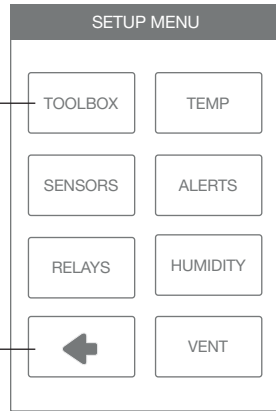 SETUP MENU
TOOLBOX
TEMP
SENSORS
ALERTS
RELAYS
HUMIDITY
VENT